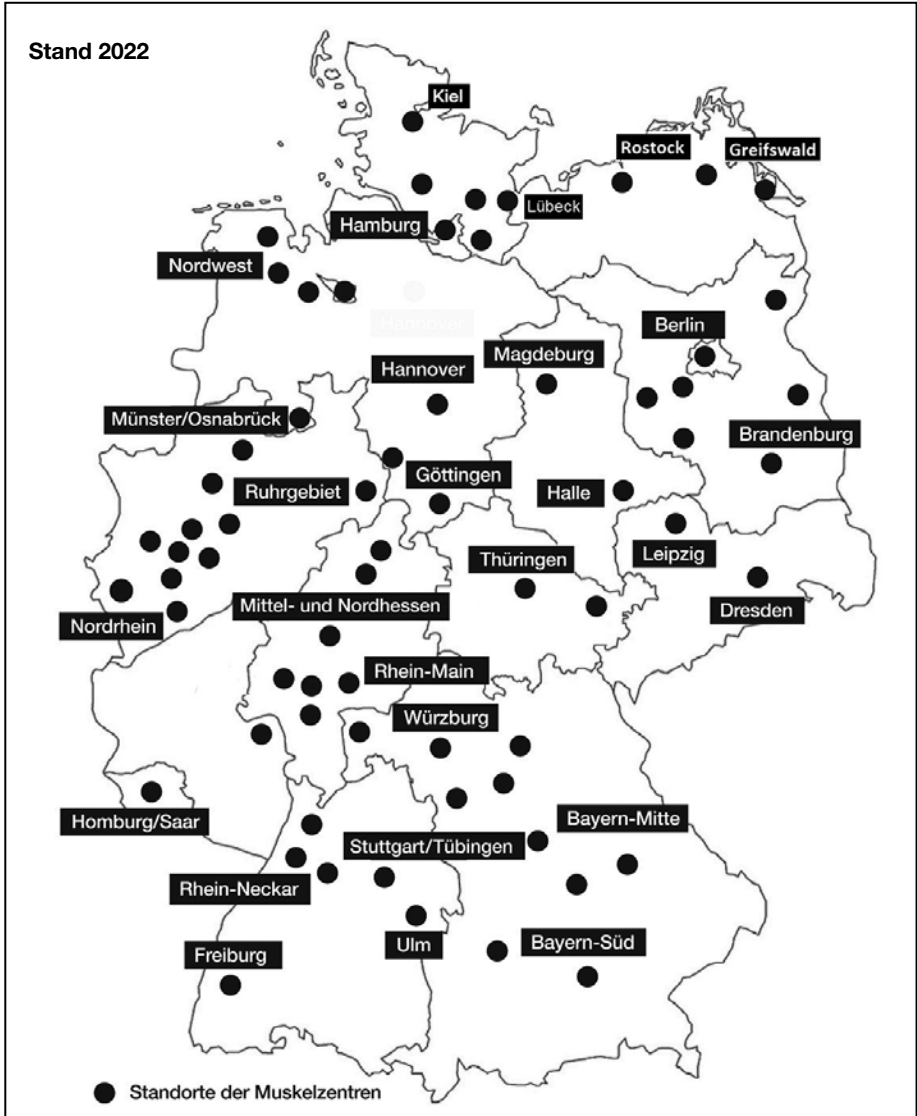 Stand 2022
Kiel
Rostock
Greifswald
Lübeck
Hamburg
Nordwest
Hannover
Berlin
Magdeburg
Hannover
Münster/Osnabrück
Brandenburg
Göttingen
Ruhrgebiet
Halle
Leipzig
Thüringen
Mittel- und Nordhessen
Dresden
Nordrhein
Rhein-Main
Würzburg
Homburg/Saar
Bayern-Mitte
Stuttgart/Tübingen
Rhein-Neckar
Ulm
Bayern-Süd
Freiburg
Standorte der Muskelzentren